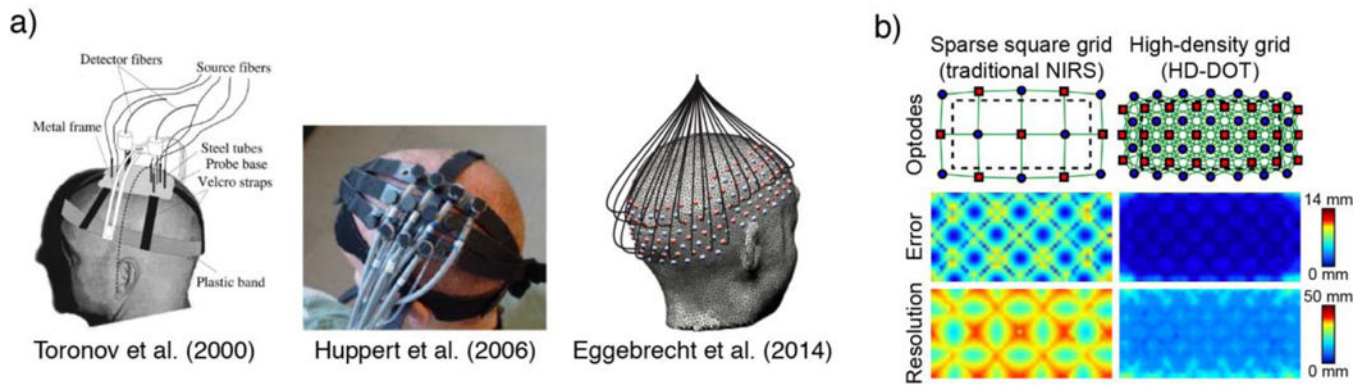 a)
Detector fibers
Source fibers
Metal frame
Steel tubes
Probe base
Velcro straps
Plastic band
Toronov et al. (2000)
Huppert et al. (2006)
Eggebrecht et al. (2014)
b)
Sparse square grid
(traditional NIRS)
High-density grid
(HD-DOT)
Optodes
Error
14 mm
0 mm
Resolution
50 mm
0 mm